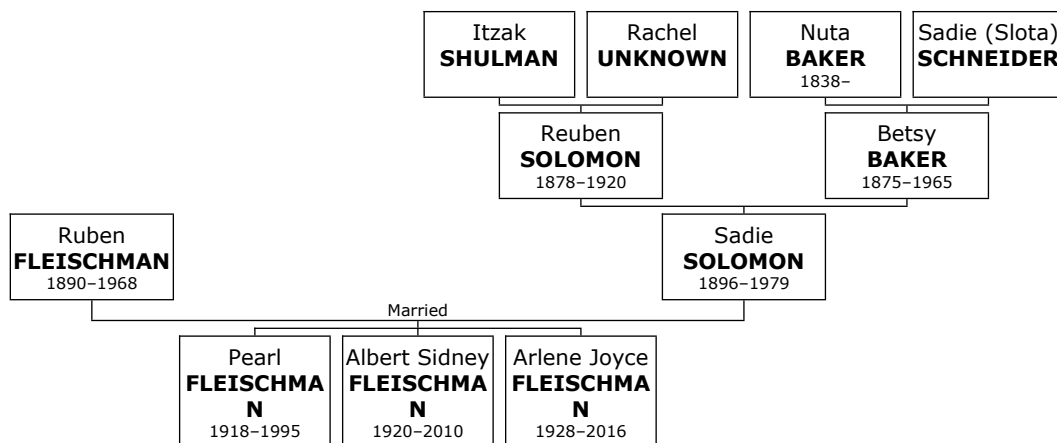 Itzak
SHULMAN
Rachel
UNKNOWN
Nuta
BAKER
1838–
Sadie (Slota)
SCHNEIDER
Reuben
SOLOMON
1878–1920
Betsy
BAKER
1875–1965
Ruben
FLEISCHMAN
1890–1968
Sadie
SOLOMON
1896–1979
Married
Pearl
FLEISCHMA
N
1918–1995
Albert Sidney
FLEISCHMA
N
1920–2010
Arlene Joyce
FLEISCHMA
N
1928–2016